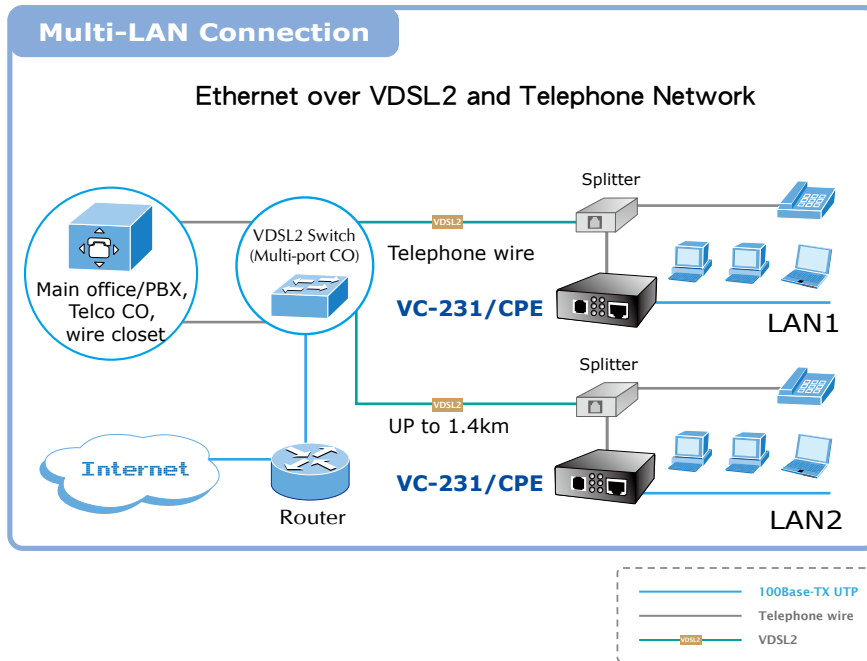 Multi-LAN Connection
Ethernet over VDSL2 and Telephone Network
Splitter
VDSL2
VDSL2 Switch
(Multi-port CO)
Telephone wire
Main office/PBX,
Telco CO,
wire closet
VC-231/CPE
LAN1
Splitter
VDSL2
UP to 1.4km
Internet
VC-231/CPE
Router
LAN2
100Base-TX UTP
Telephone wire
VDSL2
VDSL2